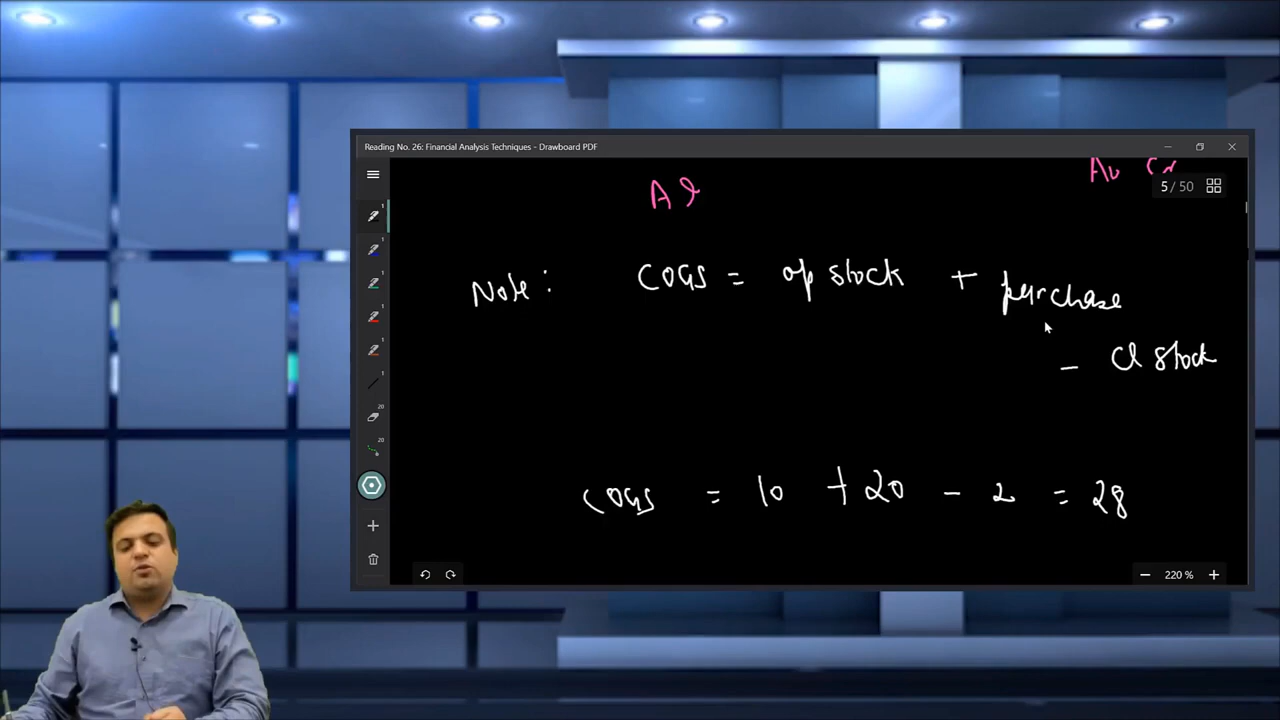 Reading No. 26: Financial Analysis Techniques - Drawboard PDF
5 / 50
Note: COGS = op stock + purchase
- Cl stock
COGS = 10 + 20 - 2 = 28
220 %